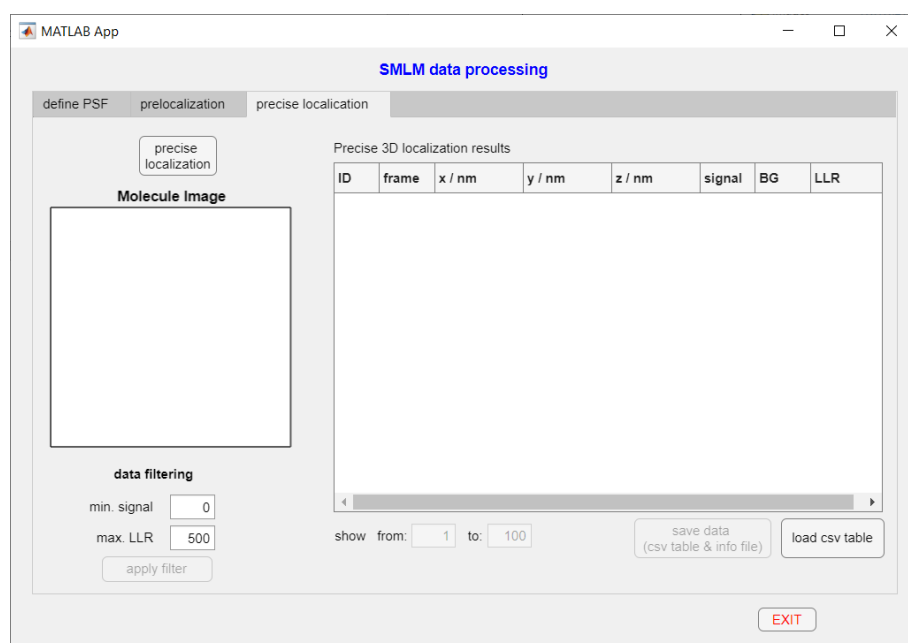 MATLAB App
SMLM data processing
define PSF prelocalization precise localication
precise
localization
Molecule Image
Precise 3D localization results
ID frame x / nm y / nm z / nm signal BG LLR
data filtering
min. signal 0
max. LLR 500
apply filter
show from: 1 to: 100
save data
(csv table & info file)
load csv table
EXIT